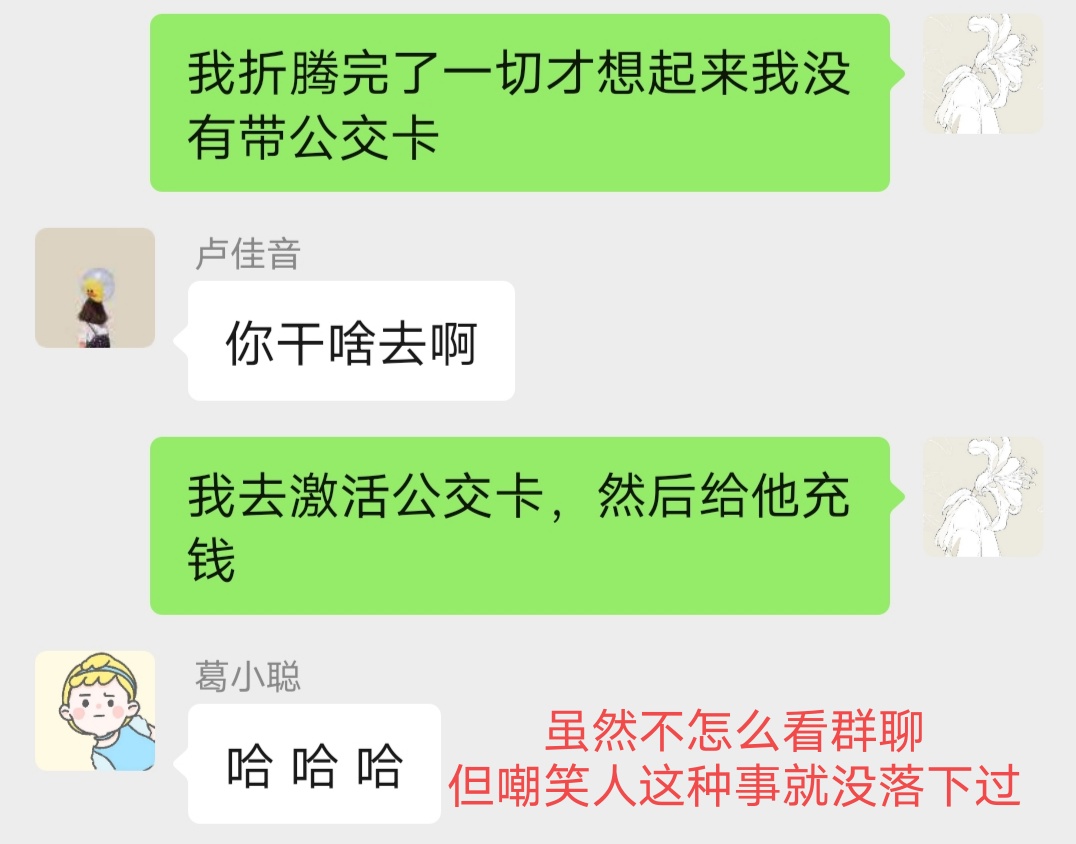 我折腾完了一切才想起来我没
有带公交卡
卢佳音
你干啥去啊
我去激活公交卡，然后给他充
钱
葛小聪
哈 哈 哈
虽然不怎么看群聊
但嘲笑人这种事就没落下过